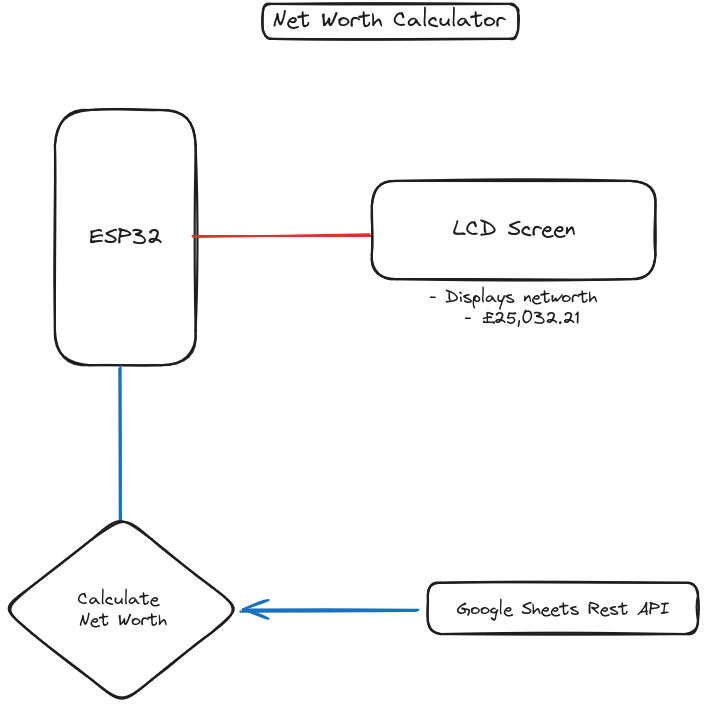 Net Worth Calculator
ESP32
LCD Screen
- Displays networth
- £25,032.21
Calculate
Net Worth
Google Sheets Rest API